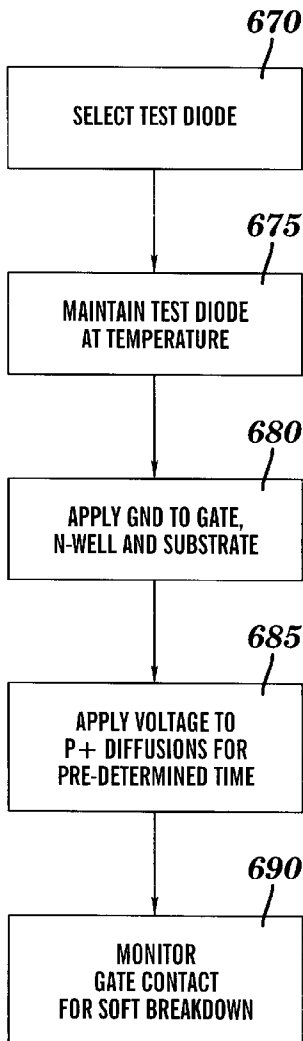 670
SELECT TEST DIODE
675
MAINTAIN TEST DIODE
AT TEMPERATURE
680
APPLY GND TO GATE,
N-WELL AND SUBSTRATE
685
APPLY VOLTAGE TO
P+ DIFFUSIONS FOR
PRE-DETERMINED TIME
690
MONITOR
GATE CONTACT
FOR SOFT BREAKDOWN